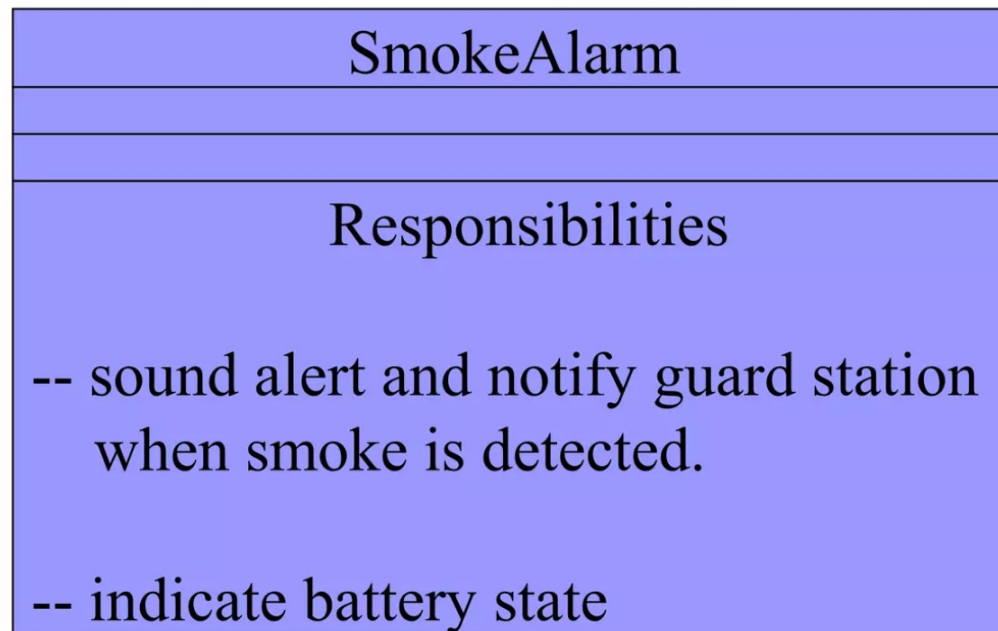 SmokeAlarm
Responsibilities
-- sound alert and notify guard station
when smoke is detected.
-- indicate battery state